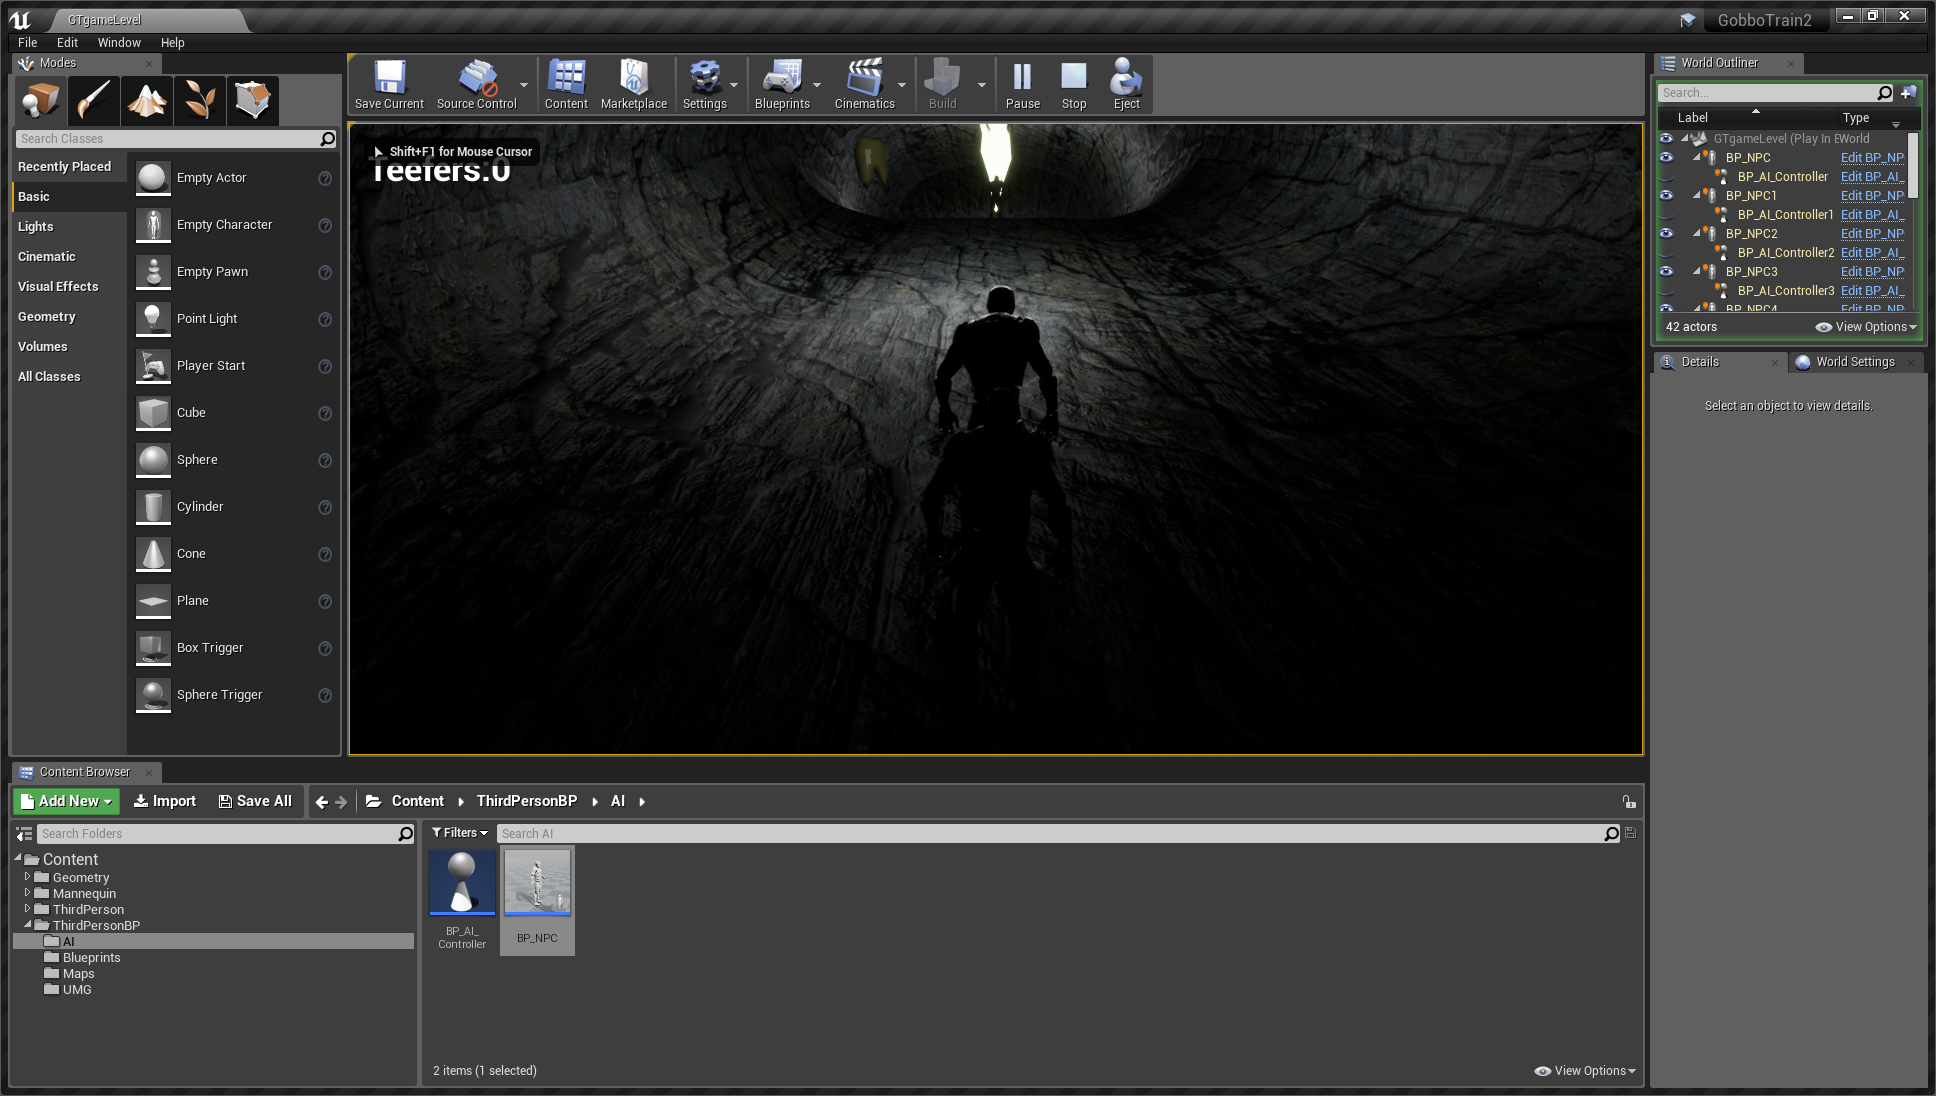 GTgameLevel
GobboTrain2
File Edit Window Help
Modes
Search Classes
Recently Placed
Basic
Lights
Cinematic
Visual Effects
Geometry
Volumes
All Classes
Empty Actor
Empty Character
Empty Pawn
Point Light
Player Start
Cube
Sphere
Cylinder
Cone
Plane
Box Trigger
Sphere Trigger
Save Current Source Control Content Marketplace Settings Blueprints Cinematics Build Pause Stop Eject
Shift+F1 for Mouse Cursor
Teefers:0
World Outliner
Search...
Label Type
GTgameLevel (Play In E World
BP_NPC Edit BP_NP
BP_AI_Controller Edit BP_AI_
BP_NPC1 Edit BP_NP
BP_AI_Controller1 Edit BP_AI_
BP_NPC2 Edit BP_NP
BP_AI_Controller2 Edit BP_AI_
BP_NPC3 Edit BP_NP
BP_AI_Controller3 Edit BP_AI_
BP_NPC4 Edit BP_NP
42 actors View Options
Details World Settings
Select an object to view details.
Content Browser
Add New Import Save All Content ThirdPersonBP AI
Search Folders
Content
Geometry
Mannequin
ThirdPerson
ThirdPersonBP
AI
Blueprints
Maps
UMG
Filters Search AI
BP_AI_
Controller
BP_NPC
2 items (1 selected) View Options